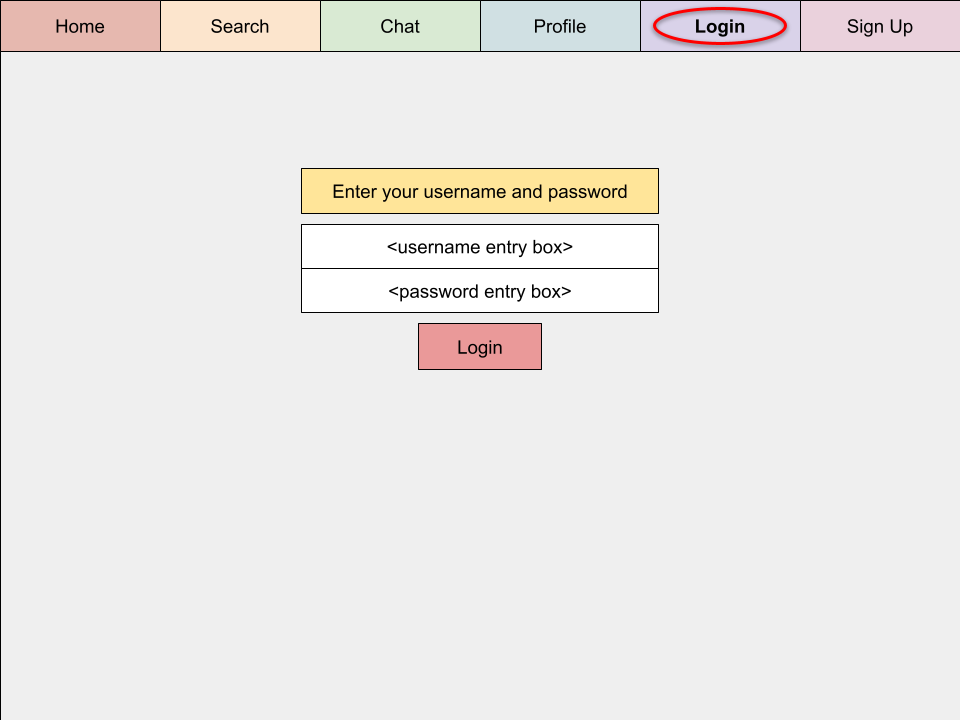 Home Search Chat Profile Login Sign Up
Enter your username and password
<username entry box>
<password entry box>
Login